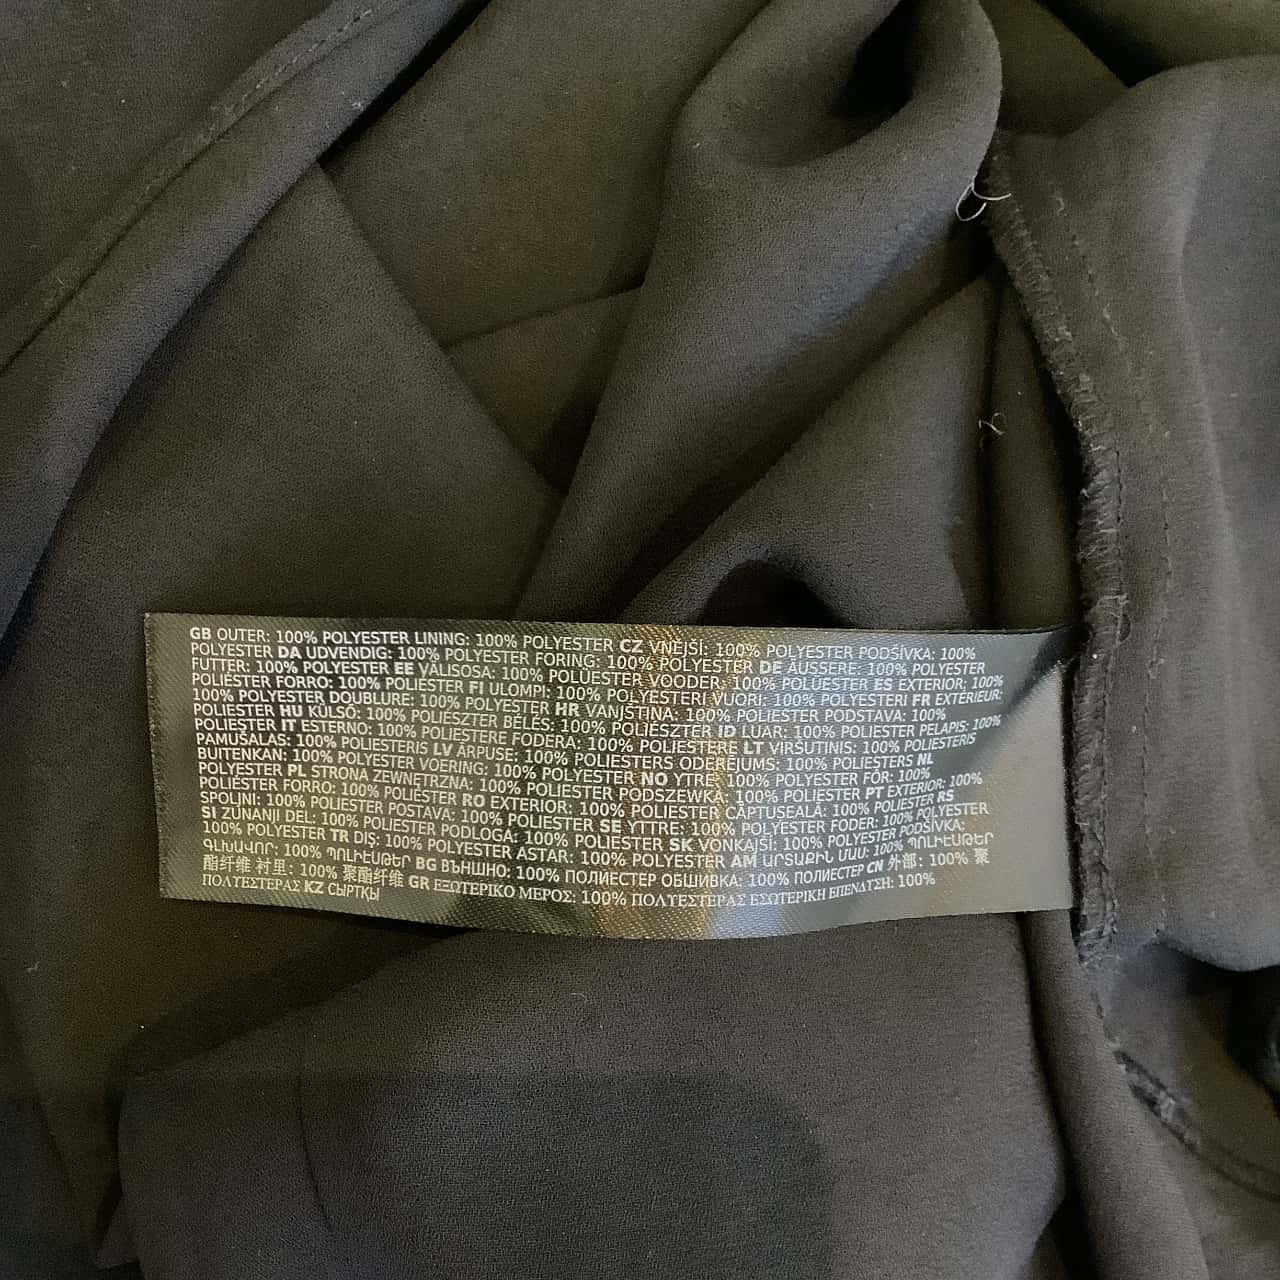 GB OUTER: 100% POLYESTER LINING: 100% POLYESTER CZ VNĚJŠÍ: 100% POLYESTER PODŠÍVKA: 100%
POLYESTER DA UDVENDIG: 100% POLYESTER FORING: 100% POLYESTER DE ÄUSSERE: 100% POLYESTER
FUTTER: 100% POLYESTER EE VÄLISOSA: 100% POLÜESTER VOODER: 100% POLÜESTER ES EXTERIOR: 100%
POLIÉSTER FORRO: 100% POLIÉSTER FI ULOMPI: 100% POLYESTERI VUORI: 100% POLYESTERI FR EXTÉRIEUR:
100% POLYESTER DOUBLURE: 100% POLYESTER HR VANJŠTINA: 100% POLIESTER PODSTAVA: 100%
POLIESTER HU KÜLSŐ: 100% POLIÉSZTER BÉLÉS: 100% POLIÉSZTER ID LUAR: 100% POLIESTER PELAPIS: 100%
POLIESTER IT ESTERNO: 100% POLIESTERE FODERA: 100% POLIESTERE LT VIRŠUTINIS: 100% POLIESTERIS
PAMUŠALAS: 100% POLIESTERIS LV ĀRPUSE: 100% POLIESTERS ODERĒJUMS: 100% POLIESTERS NL
BUITENKAN: 100% POLYESTER VOERING: 100% POLYESTER NO YTRE: 100% POLYESTER FÔR: 100%
POLYESTER PL STRONA ZEWNĘTRZNA: 100% POLIESTER PODSZEWKA: 100% POLIESTER PT EXTERIOR: 100%
POLIÉSTER FORRO: 100% POLIÉSTER RO EXTERIOR: 100% POLIESTER CĂPTUSEALĂ: 100% POLIESTER RS
SPOLJNI: 100% POLIESTER POSTAVA: 100% POLIESTER SE YTTRE: 100% POLYESTER FODER: 100% POLYESTER
SI ZUNANJI DEL: 100% POLIESTER PODLOGA: 100% POLIESTER SK VONKAJŠÍ: 100% POLYESTER PODŠÍVKA:
100% POLYESTER TR DIŞ: 100% POLYESTER ASTAR: 100% POLYESTER AM ԱՐՏԱՔԻՆ ՄԱՍ: 100% ՊՈԼԻԷՍԹԵՐ
ԳԼԽԱՎՈՐ: 100% ՊՈԼԻԷՍԹԵՐ BG ВЪНШНО: 100% ПОЛИЕСТЕР ОБШИВКА: 100% ПОЛИЕСТЕР CN 外部: 100% 聚
酯纤维 衬里: 100% 聚酯纤维 GR ΕΞΩΤΕΡΙΚΟ ΜΕΡΟΣ: 100% ΠΟΛΥΕΣΤΕΡΑΣ ΕΣΩΤΕΡΙΚΗ ΕΠΕΝΔΥΣΗ: 100%
ΠΟΛΥΕΣΤΕΡΑΣ KZ СЫРТҚЫ